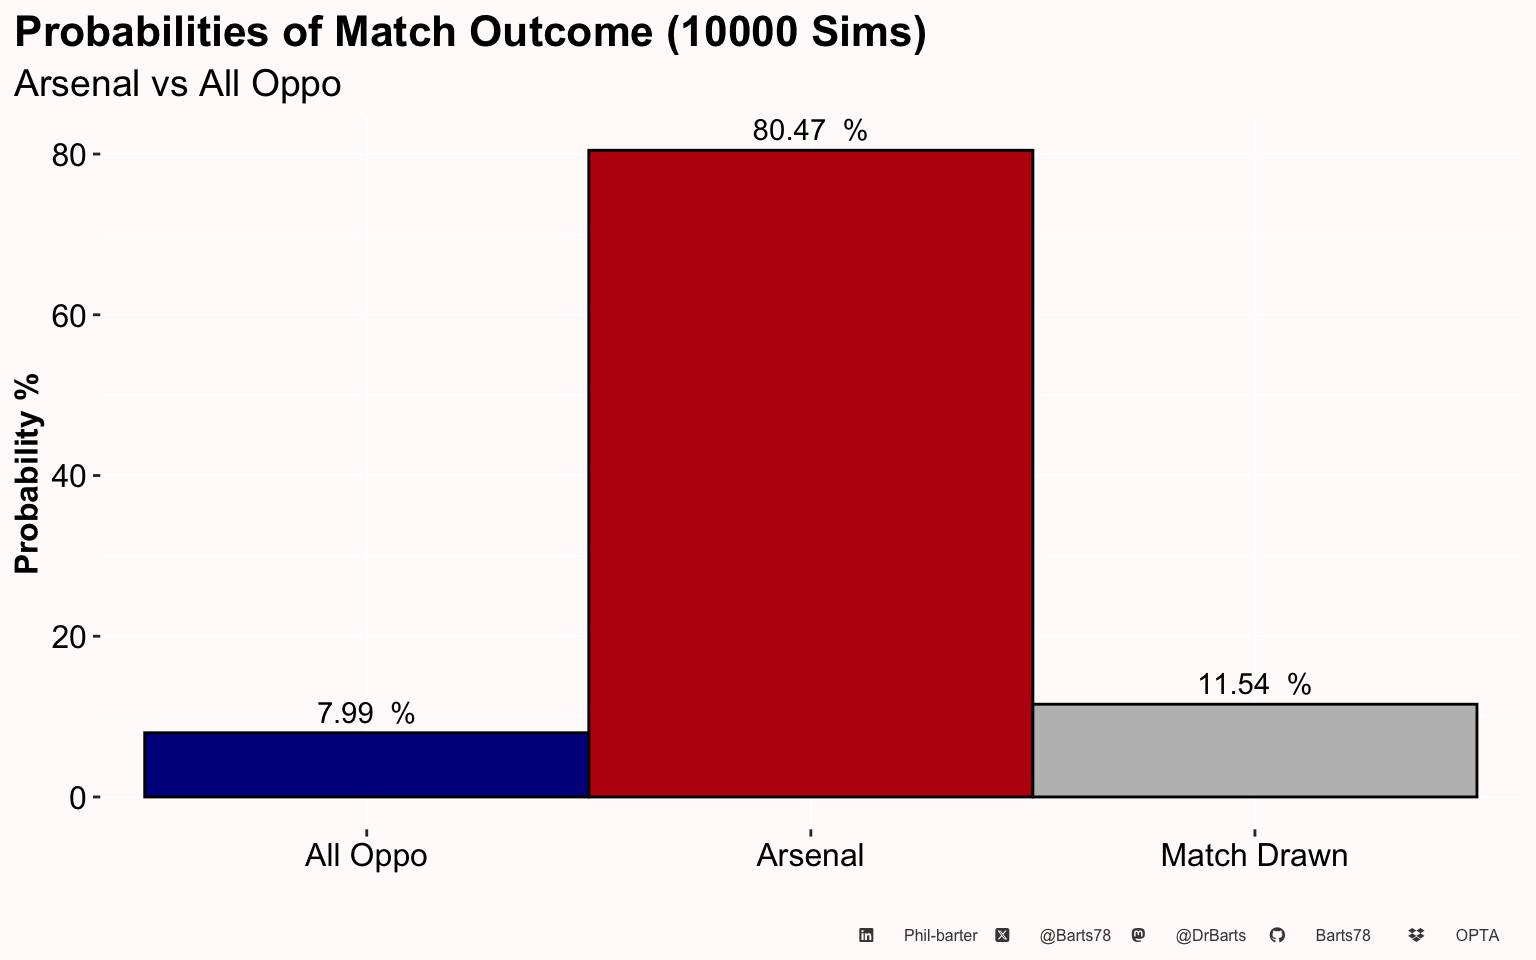 Probabilities of Match Outcome (10000 Sims)
Arsenal vs All Oppo
80.47 %
80
60
Probability %
40
20
11.54 %
7.99 %
0
All Oppo Arsenal Match Drawn
Phil-barter @Barts78 @DrBarts Barts78 OPTA